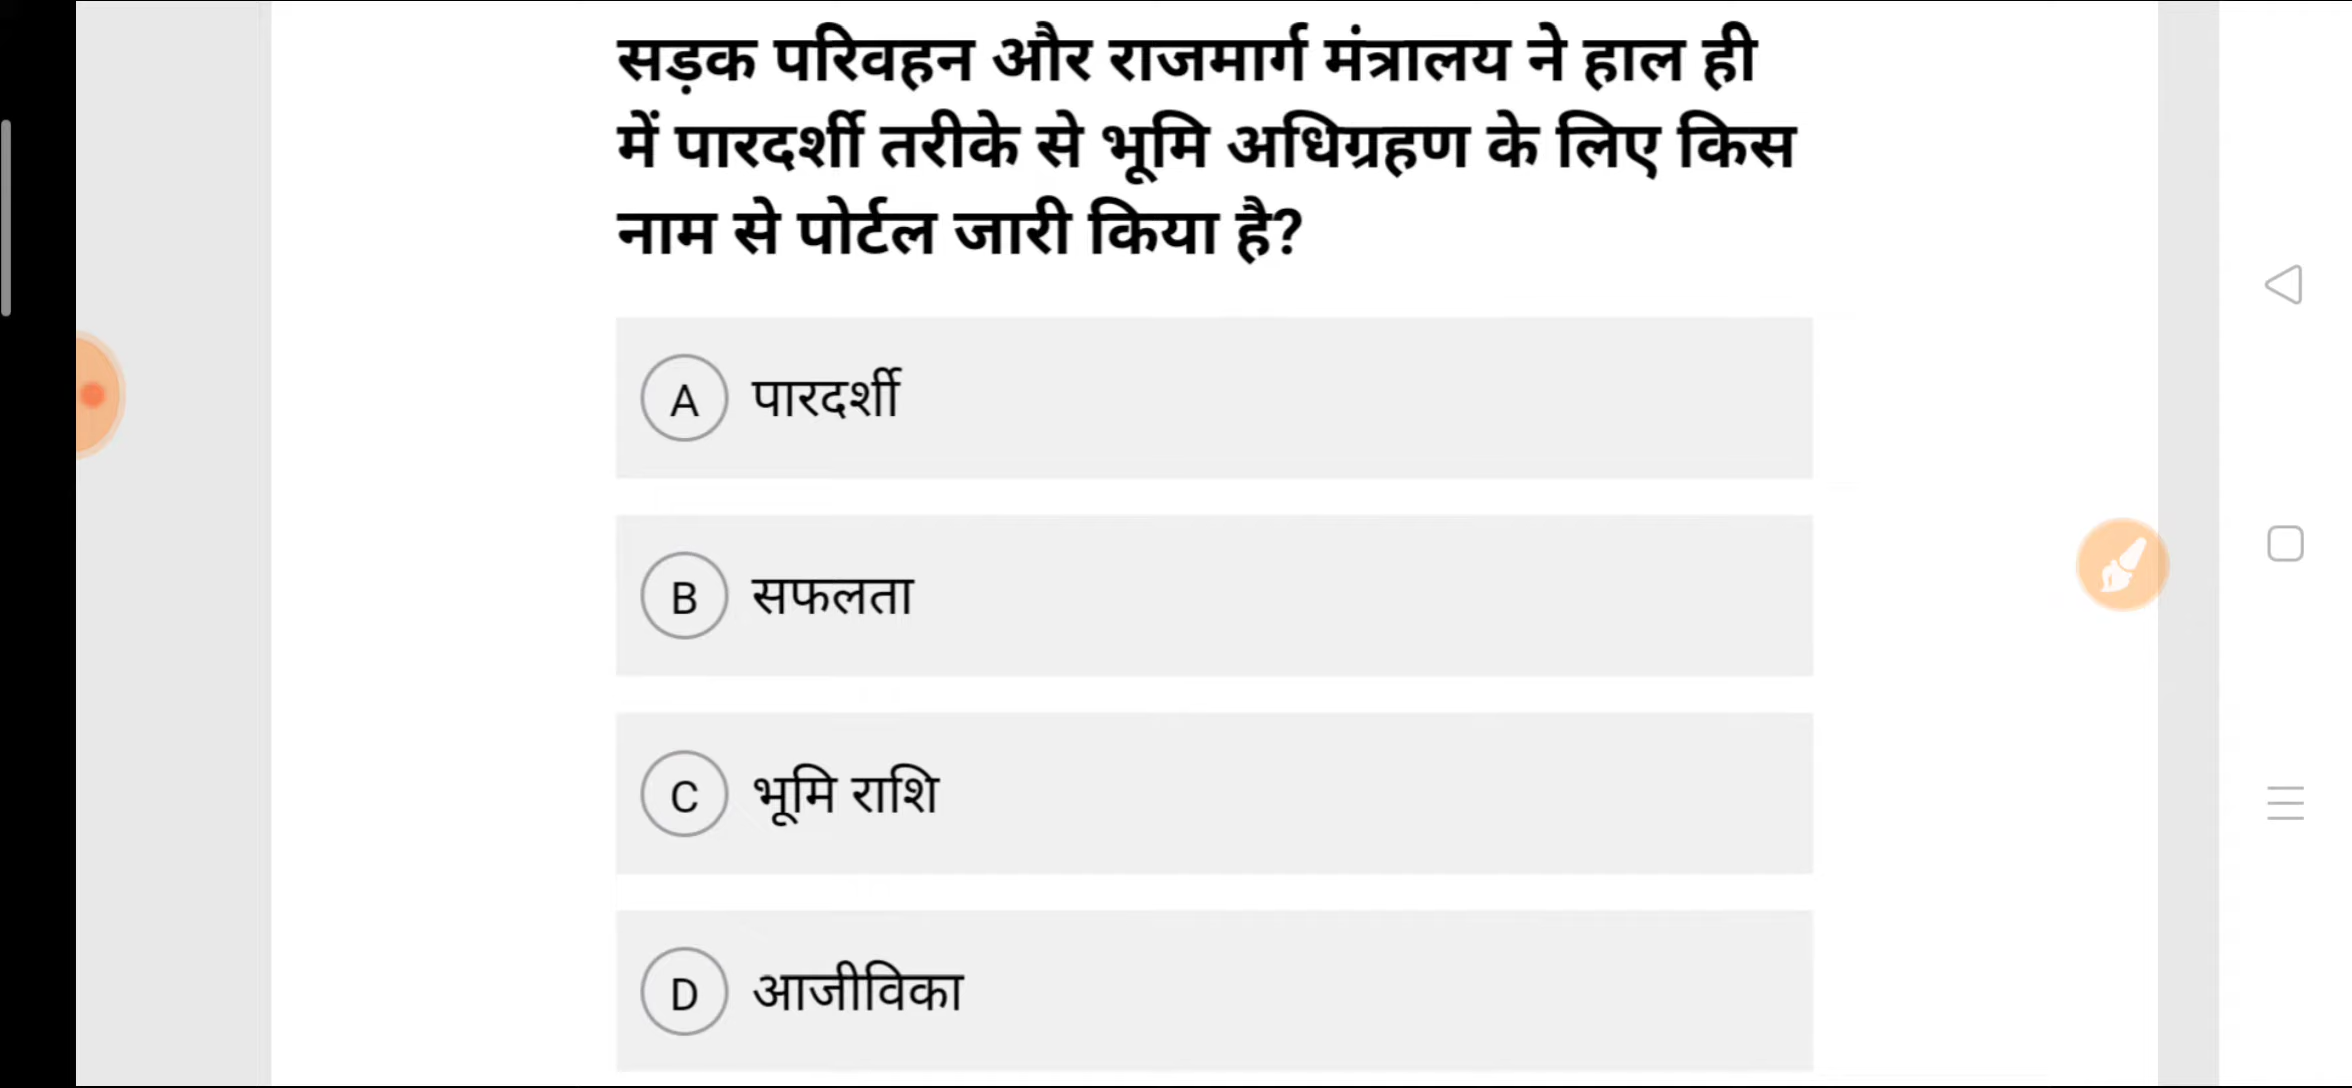 सड़क परिवहन और राजमार्ग मंत्रालय ने हाल ही
में पारदर्शी तरीके से भूमि अधिग्रहण के लिए किस
नाम से पोर्टल जारी किया है?
A पारदर्शी
B सफलता
C भूमि राशि
D आजीविका